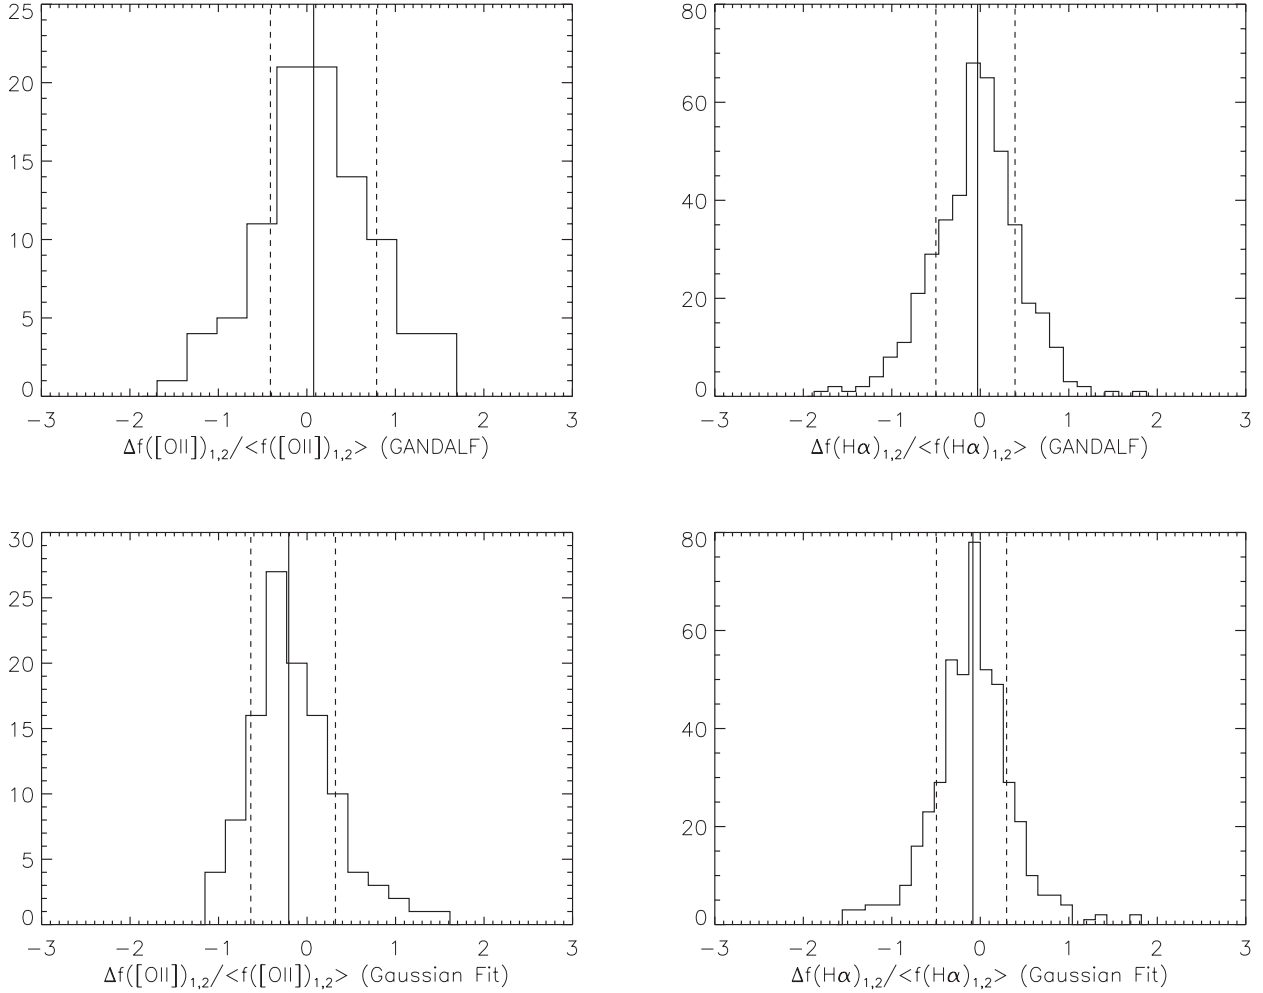 25
20
15
10
5
0
−3 −2 −1 0 1 2 3
Δf([OII])1,2/<f([OII])1,2> (GANDALF)
80
60
40
20
0
−3 −2 −1 0 1 2 3
Δf(Hα)1,2/<f(Hα)1,2> (GANDALF)
30
25
20
15
10
5
0
−3 −2 −1 0 1 2 3
Δf([OII])1,2/<f([OII])1,2> (Gaussian Fit)
80
60
40
20
0
−3 −2 −1 0 1 2 3
Δf(Hα)1,2/<f(Hα)1,2> (Gaussian Fit)